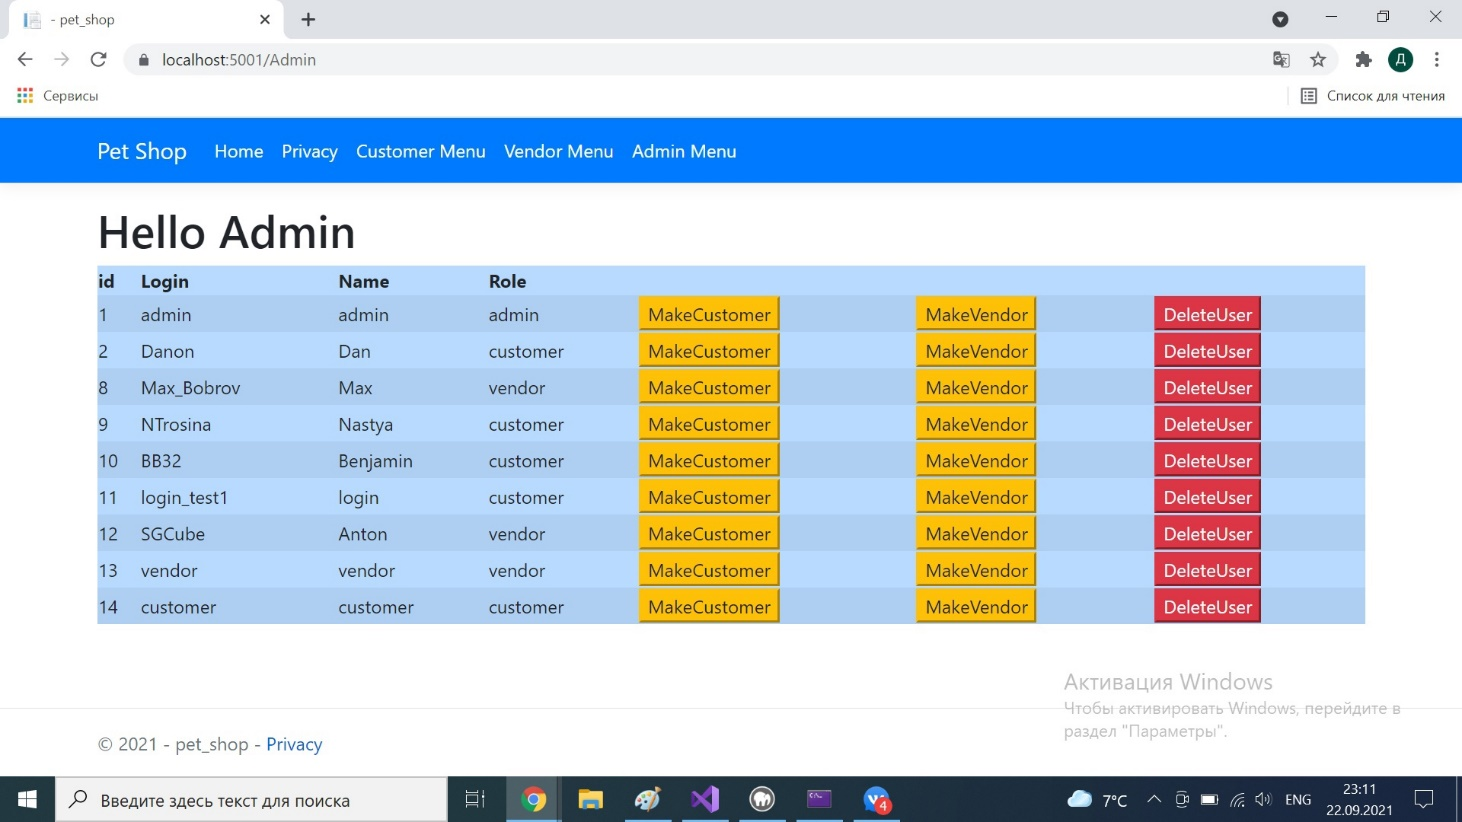 - pet_shop
localhost:5001/Admin
Д
Сервисы
Список для чтения
Pet Shop Home Privacy Customer Menu Vendor Menu Admin Menu
Hello Admin
id Login Name Role
1 admin admin admin MakeCustomer MakeVendor DeleteUser
2 Danon Dan customer MakeCustomer MakeVendor DeleteUser
8 Max_Bobrov Max vendor MakeCustomer MakeVendor DeleteUser
9 NTrosina Nastya customer MakeCustomer MakeVendor DeleteUser
10 BB32 Benjamin customer MakeCustomer MakeVendor DeleteUser
11 login_test1 login customer MakeCustomer MakeVendor DeleteUser
12 SGCube Anton vendor MakeCustomer MakeVendor DeleteUser
13 vendor vendor vendor MakeCustomer MakeVendor DeleteUser
14 customer customer customer MakeCustomer MakeVendor DeleteUser
Активация Windows
Чтобы активировать Windows, перейдите в
раздел "Параметры".
© 2021 - pet_shop - Privacy
Введите здесь текст для поиска
4
7°C
ENG
23:11
22.09.2021